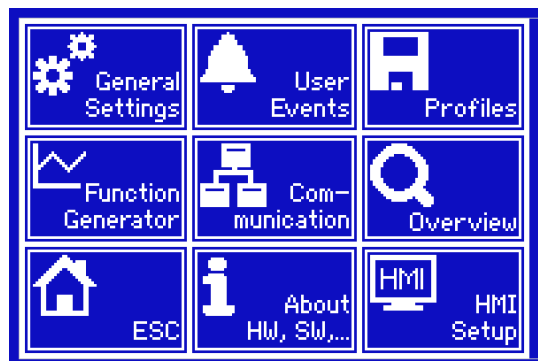 General
Settings
User
Events
Profiles
Function
Generator
Com-
munication
Overview
ESC
About
HW, SW,...
HMI
HMI
Setup